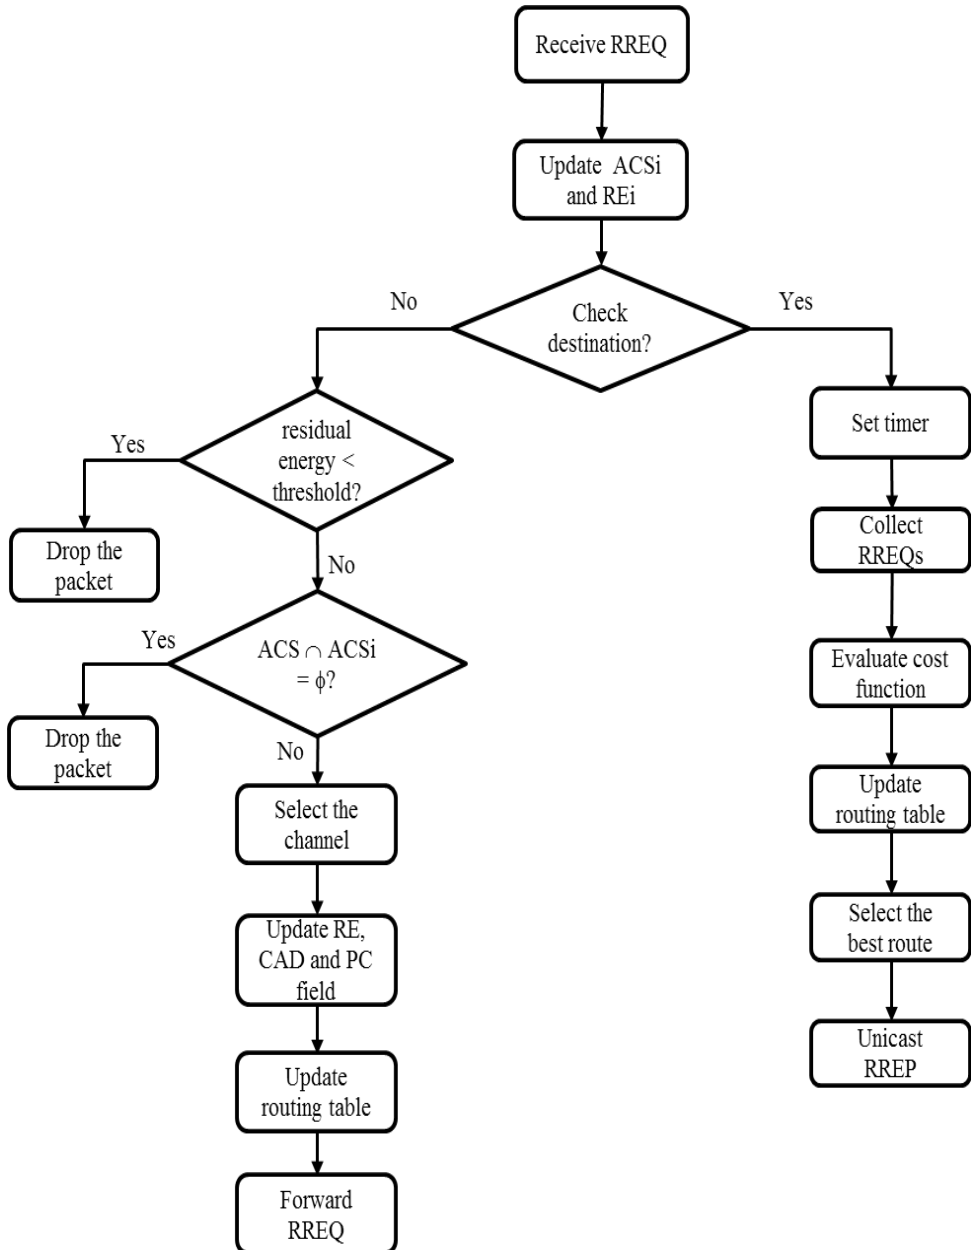 Receive RREQ
Update ACSi
and REi
Check
destination?
No
Yes
residual
energy <
threshold?
Yes
Drop the
packet
No
ACS ∩ ACSi
= ϕ?
Yes
Drop the
packet
No
Select the
channel
Update RE,
CAD and PC
field
Update
routing table
Forward
RREQ
Set timer
Collect
RREQs
Evaluate cost
function
Update
routing table
Select the
best route
Unicast
RREP